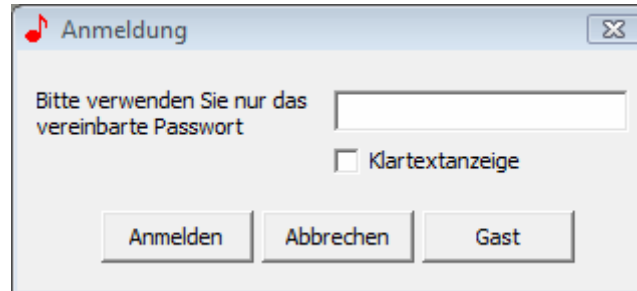 Anmeldung
Bitte verwenden Sie nur das
vereinbarte Passwort
Klartextanzeige
Anmelden Abbrechen Gast